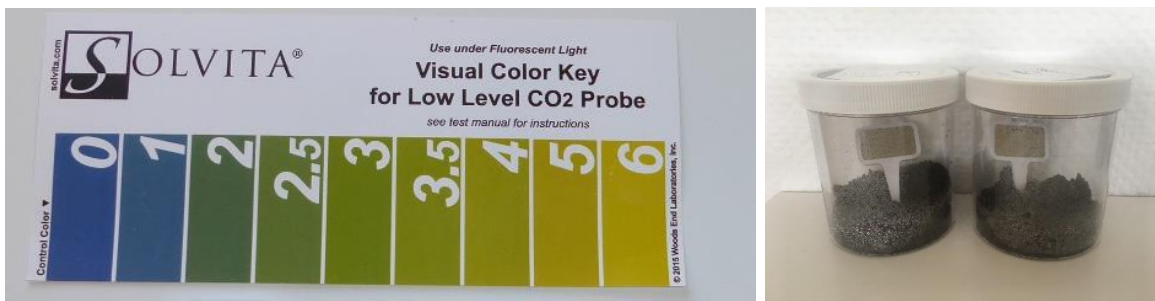 solvita.com
SOLVITA®
Use under Fluorescent Light
Visual Color Key
for Low Level CO2 Probe
see test manual for instructions
Control Color ▼
0 1 2 2.5 3 3.5 4 5 6
© 2015 Woods End Laboratories, Inc.